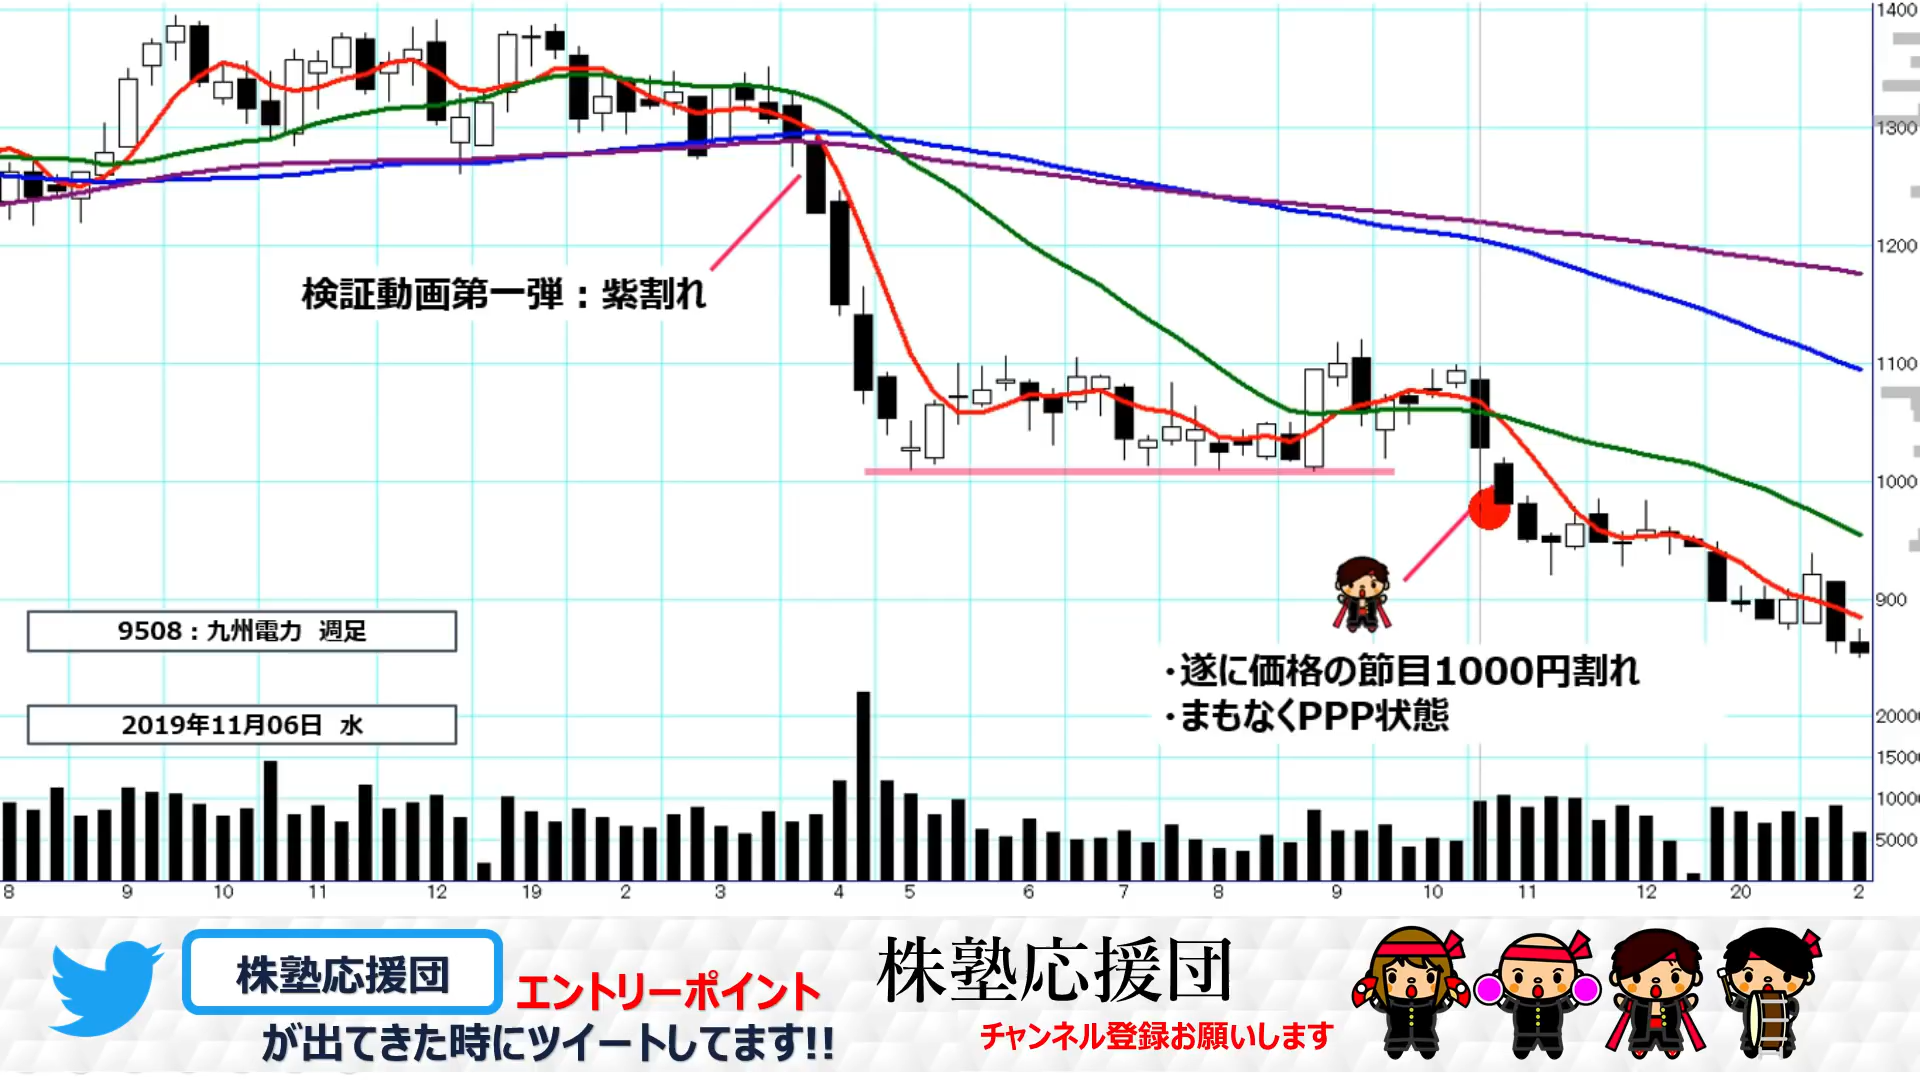 1400
1300
1200
1100
1000
900
検証動画第一弾：紫割れ
9508：九州電力 週足
2019年11月06日 水
・遂に価格の節目1000円割れ
・まもなくPPP状態
20000
15000
10000
5000
8 9 10 11 12 19 2 3 4 5 6 7 8 9 10 11 12 20 2
株塾応援団
エントリーポイント
が出てきた時にツイートしてます!!
株塾応援団
チャンネル登録お願いします